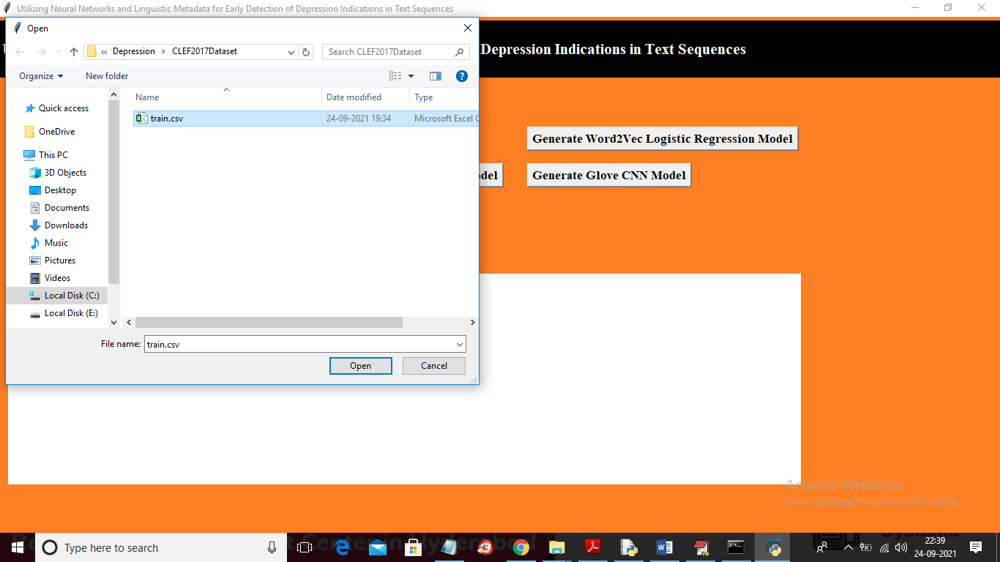 Utilizing Neural Networks and Linguistic Metadata for Early Detection of Depression Indications in Text Sequences
Open
Depression Indications in Text Sequences
« Depression › CLEF2017Dataset
Search CLEF2017Dataset
Organize
New folder
Name
Date modified
Type
Quick access
OneDrive
This PC
3D Objects
Desktop
Documents
Downloads
Music
Pictures
Videos
Local Disk (C:)
Local Disk (E:)
train.csv
24-09-2021 19:34
Microsoft Excel
Generate Word2Vec Logistic Regression Model
del
Generate Glove CNN Model
File name:
train.csv
Open
Cancel
Activate Windows
Go to Settings to activate Windows.
Type here to search
Center in Hyderabad
Systems
22:39
24-09-2021